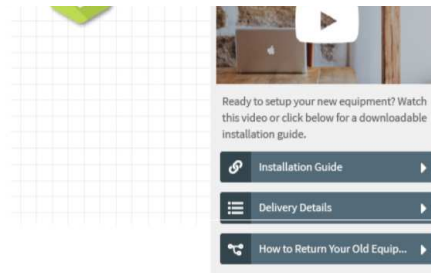 Ready to setup your new equipment? Watch
this video or click below for a downloadable
installation guide.
Installation Guide
Delivery Details
How to Return Your Old Equip...